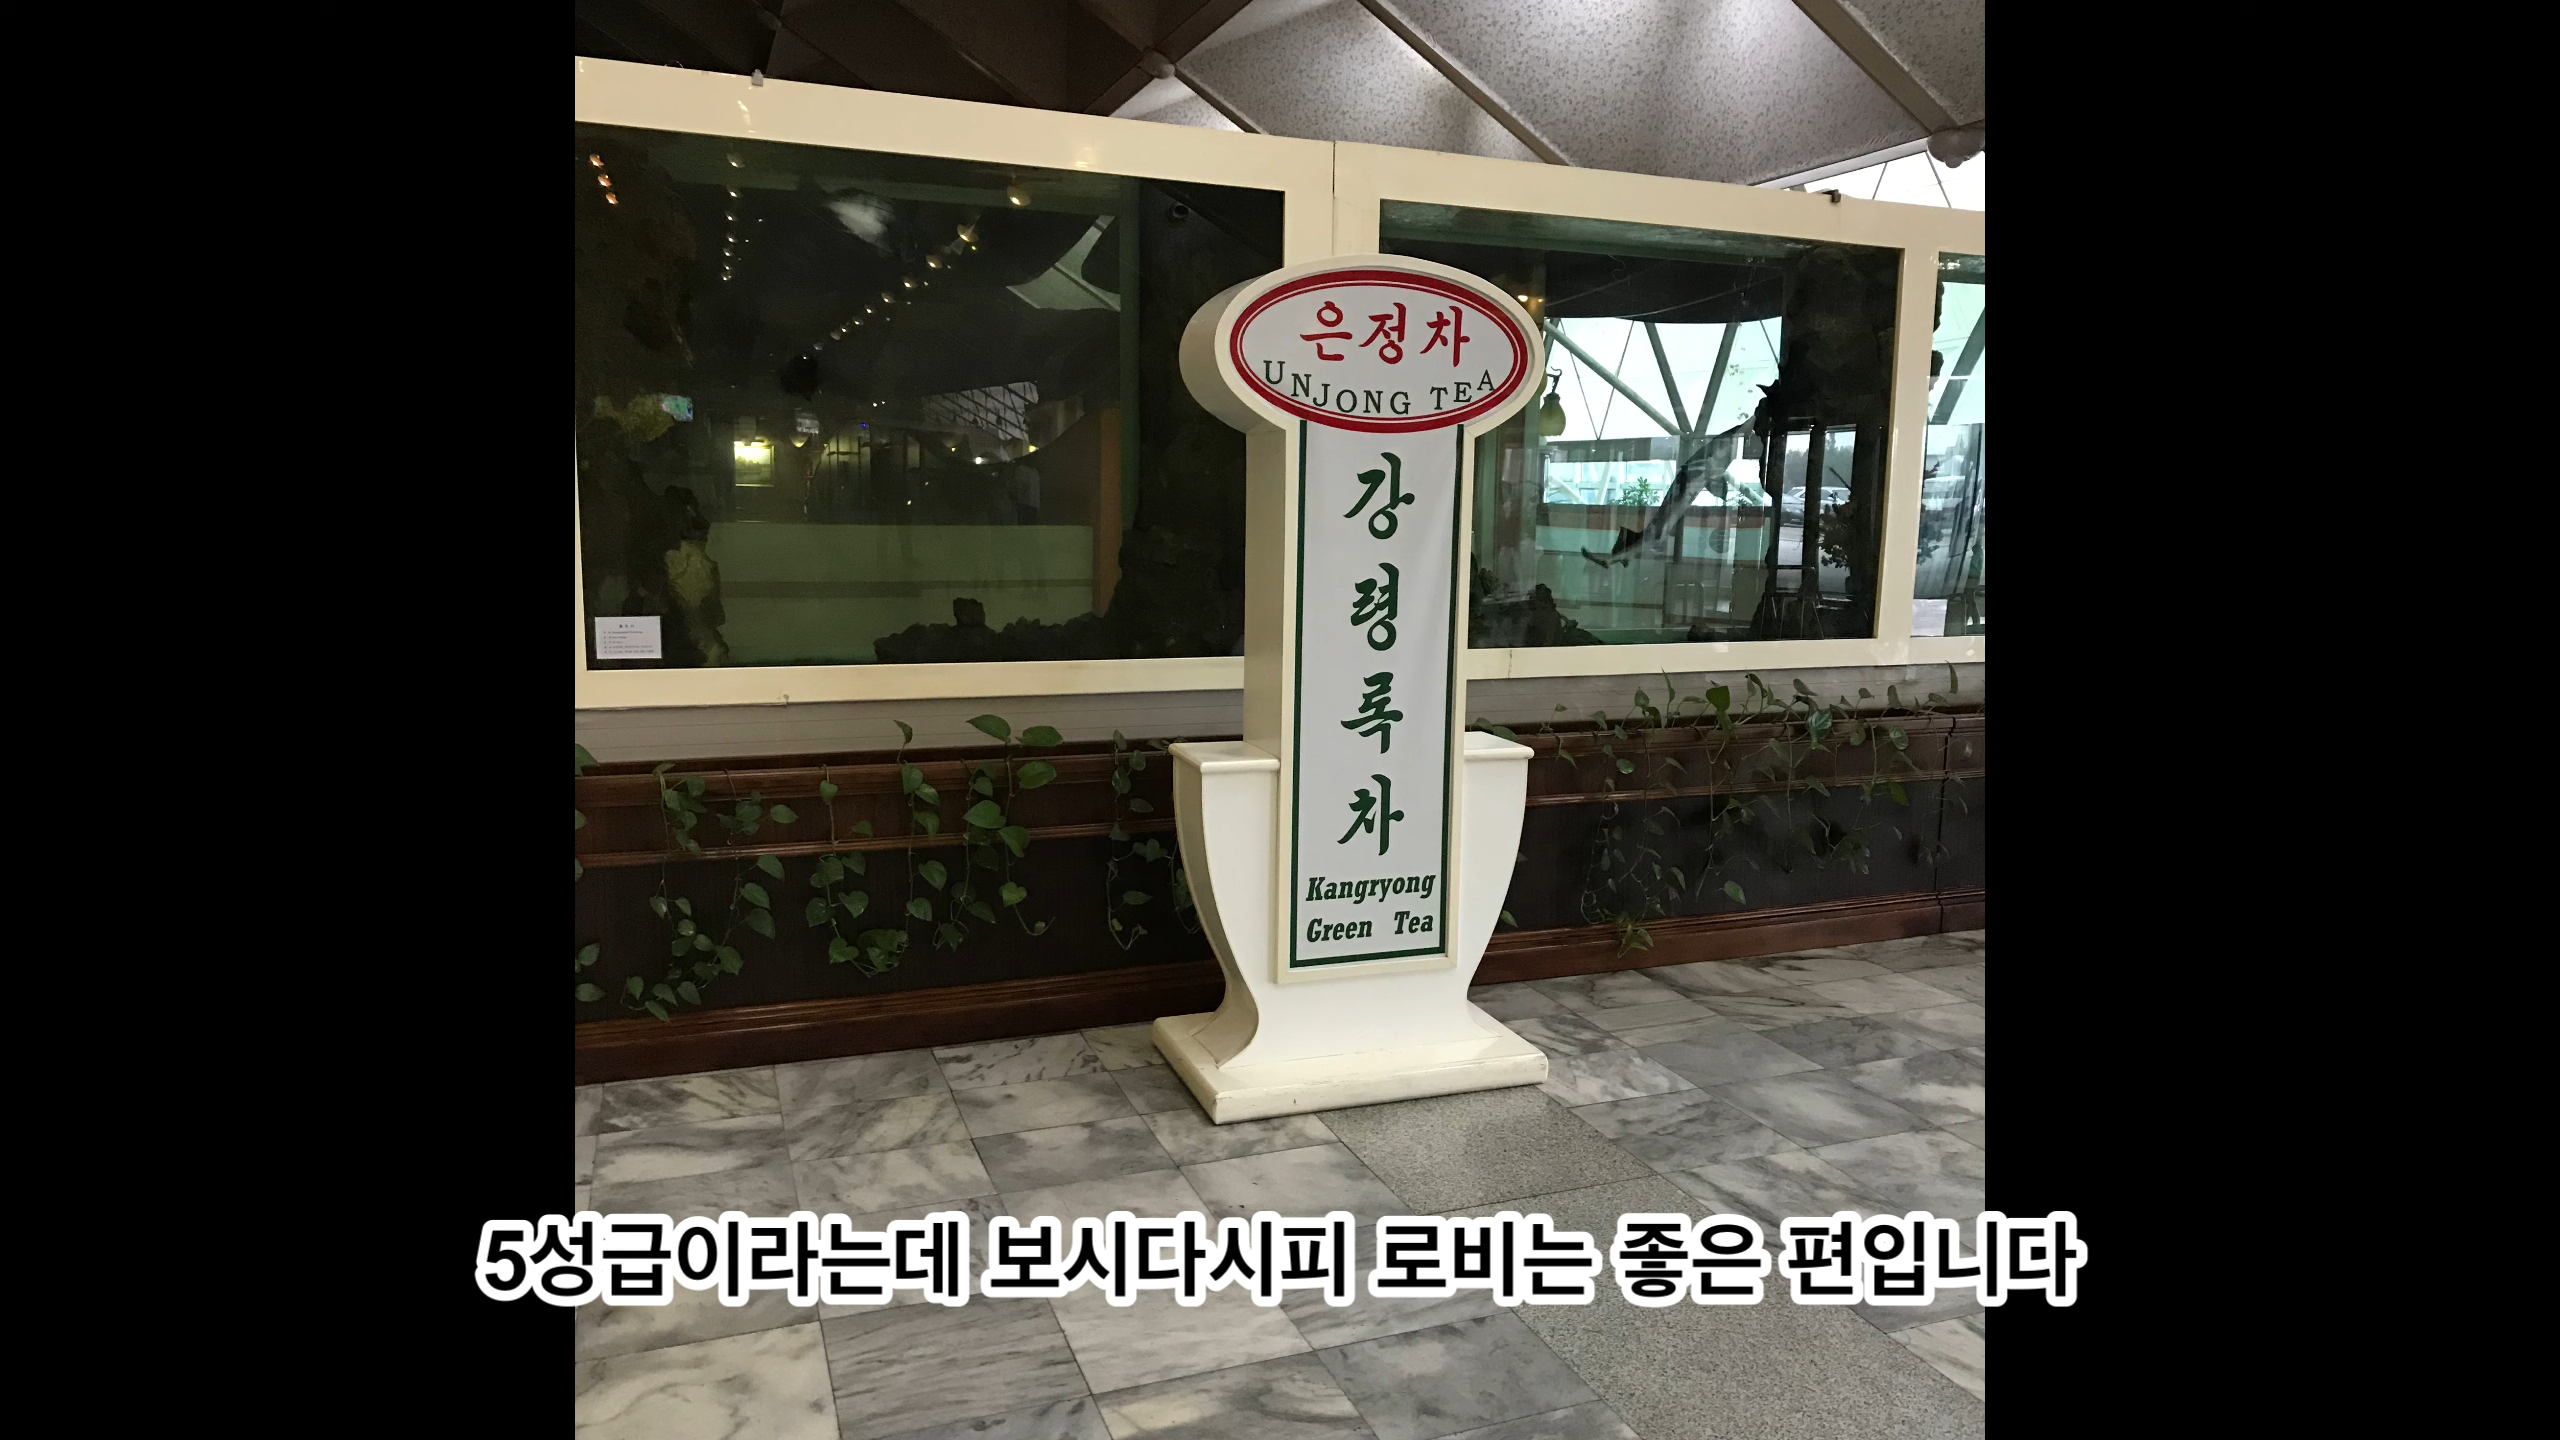 은정차
UNJONG TEA
강
령
록
차
Kangryong
Green Tea
5성급이라는데 보시다시피 로비는 좋은 편입니다